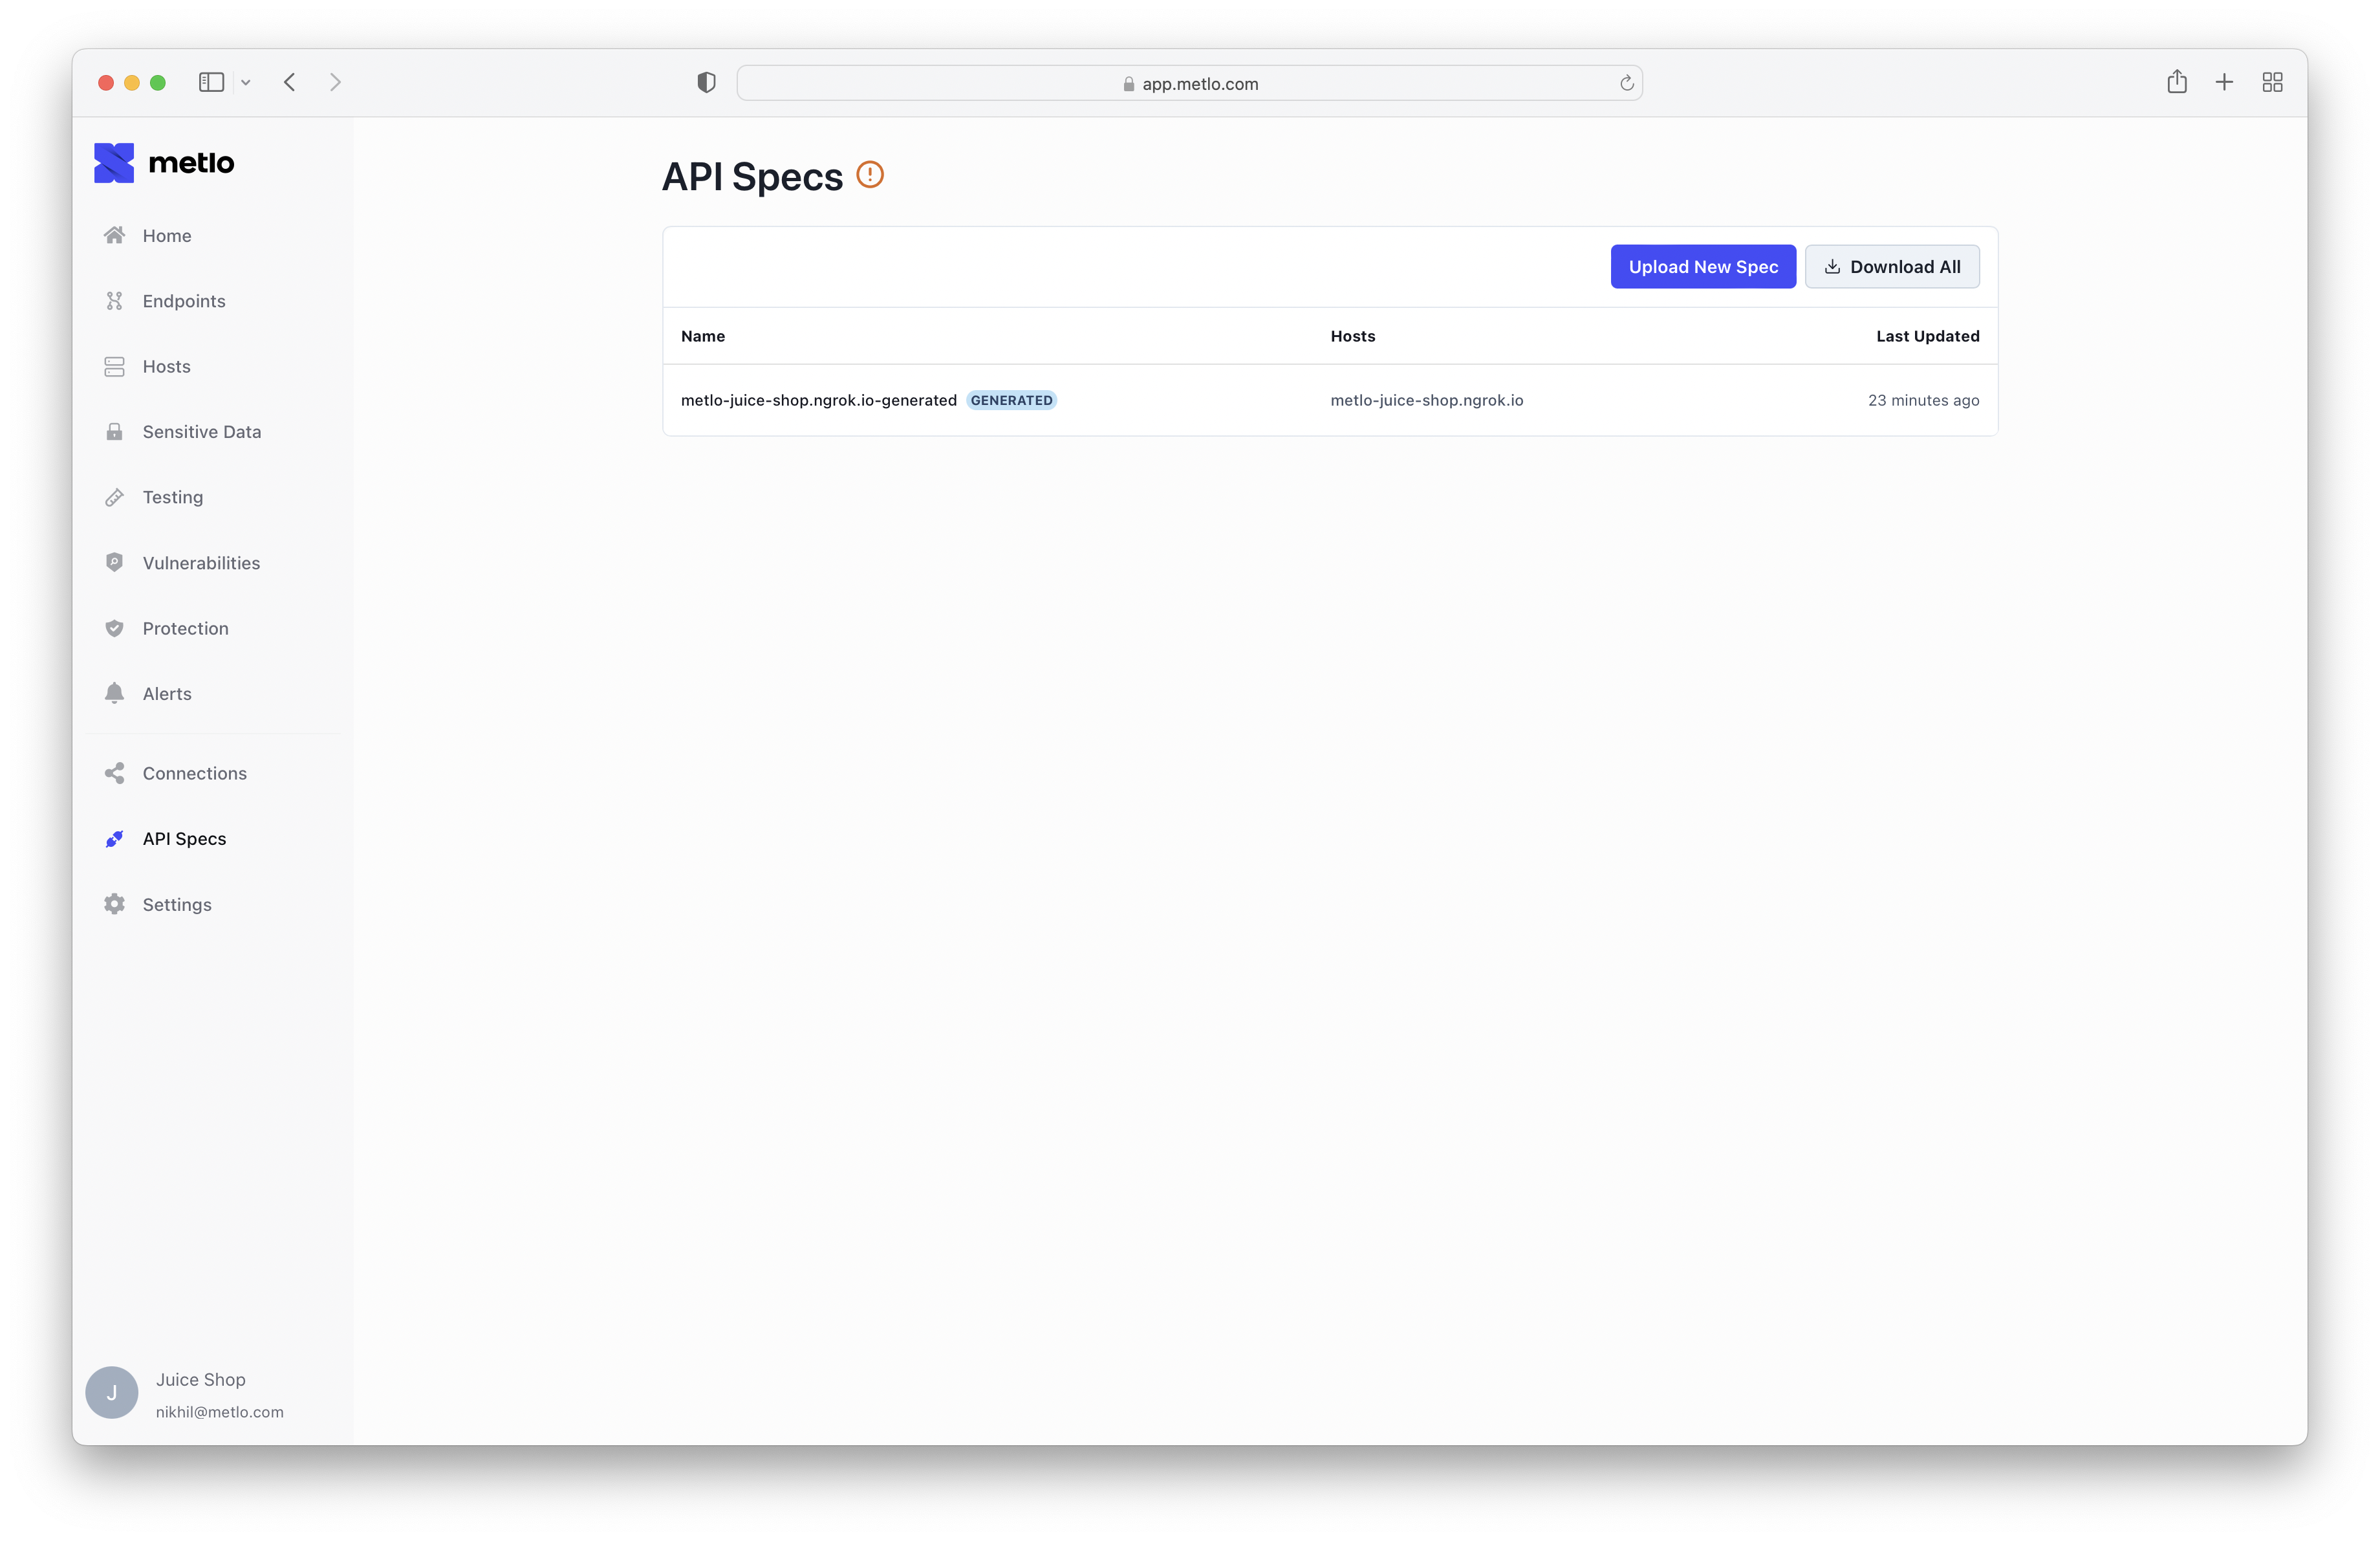 app.metlo.com
metlo
Home
Endpoints
Hosts
Sensitive Data
Testing
Vulnerabilities
Protection
Alerts
Connections
API Specs
Settings
Juice Shop
J
nikhil@metlo.com
API Specs
Upload New Spec Download All
Name Hosts Last Updated
metlo-juice-shop.ngrok.io-generated GENERATED metlo-juice-shop.ngrok.io 23 minutes ago